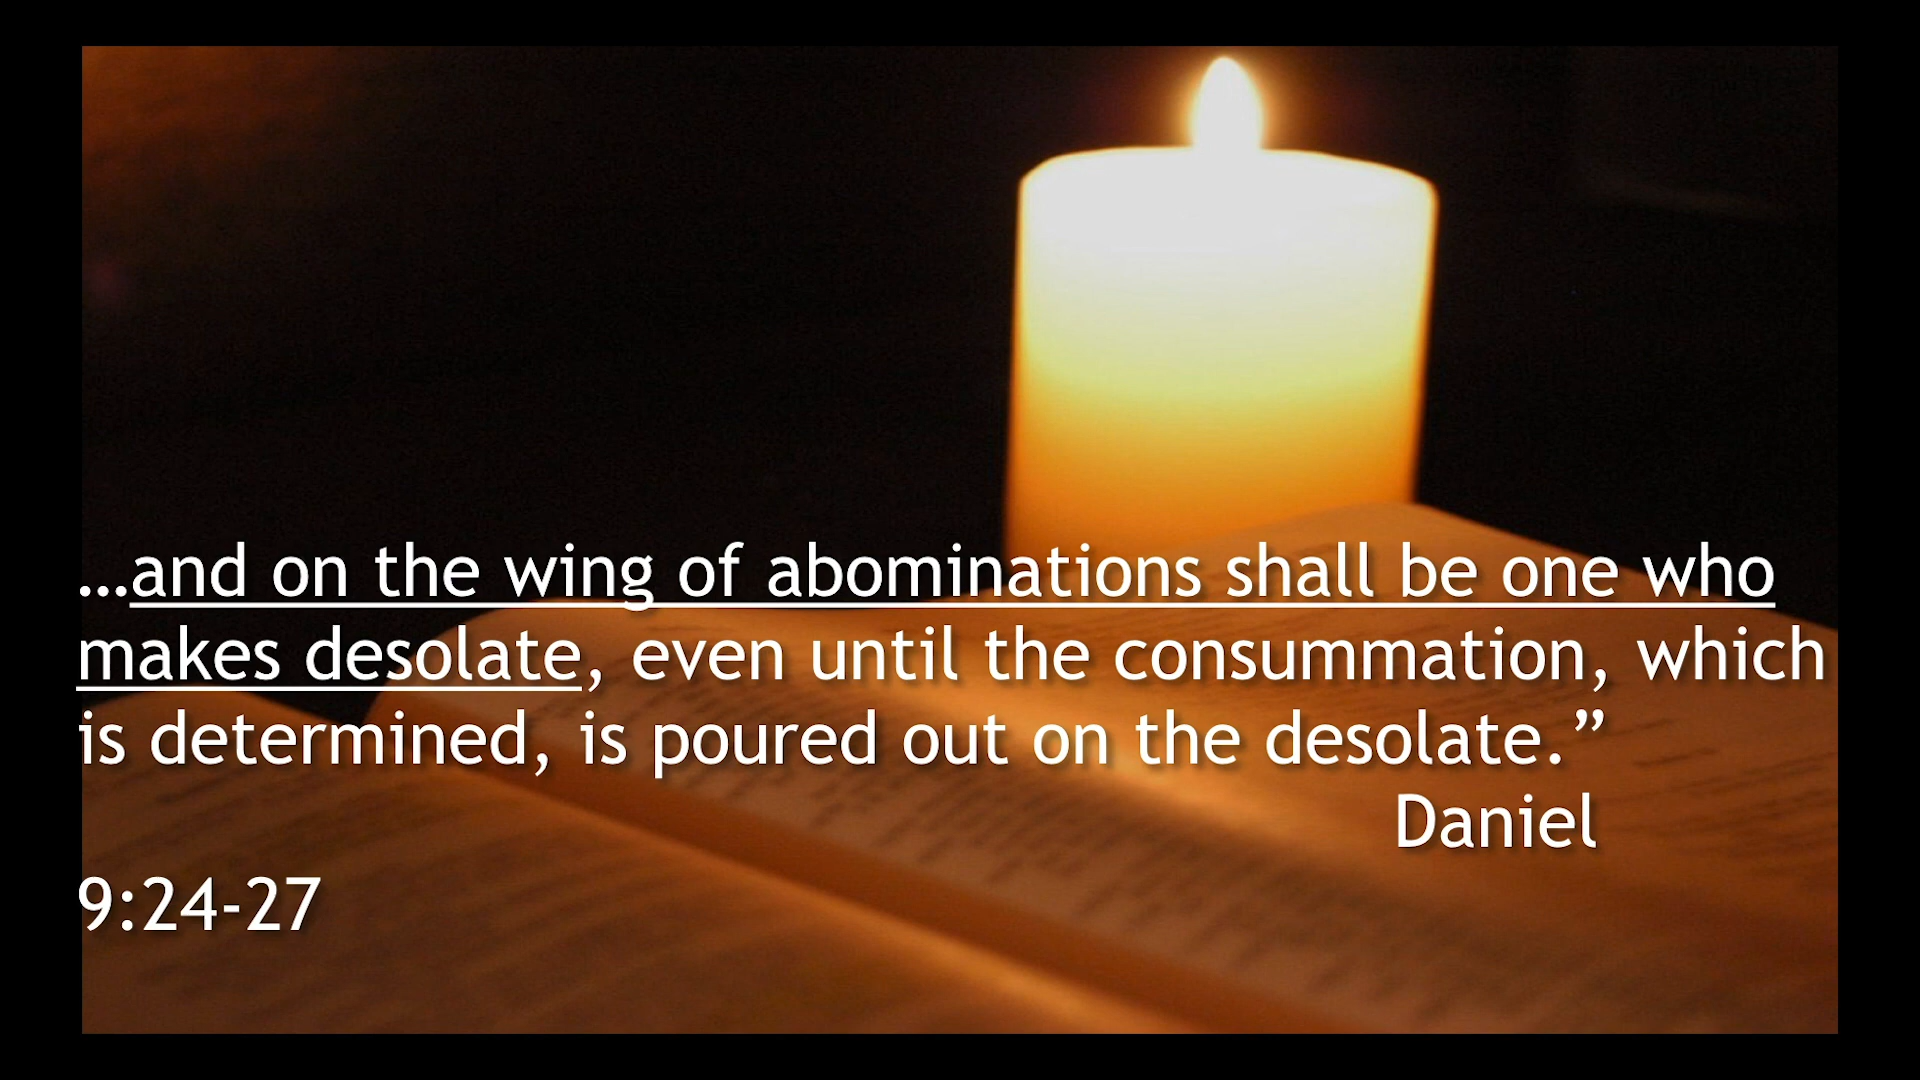 …and on the wing of abominations shall be one who
makes desolate, even until the consummation, which
is determined, is poured out on the desolate.”
Daniel
9:24-27